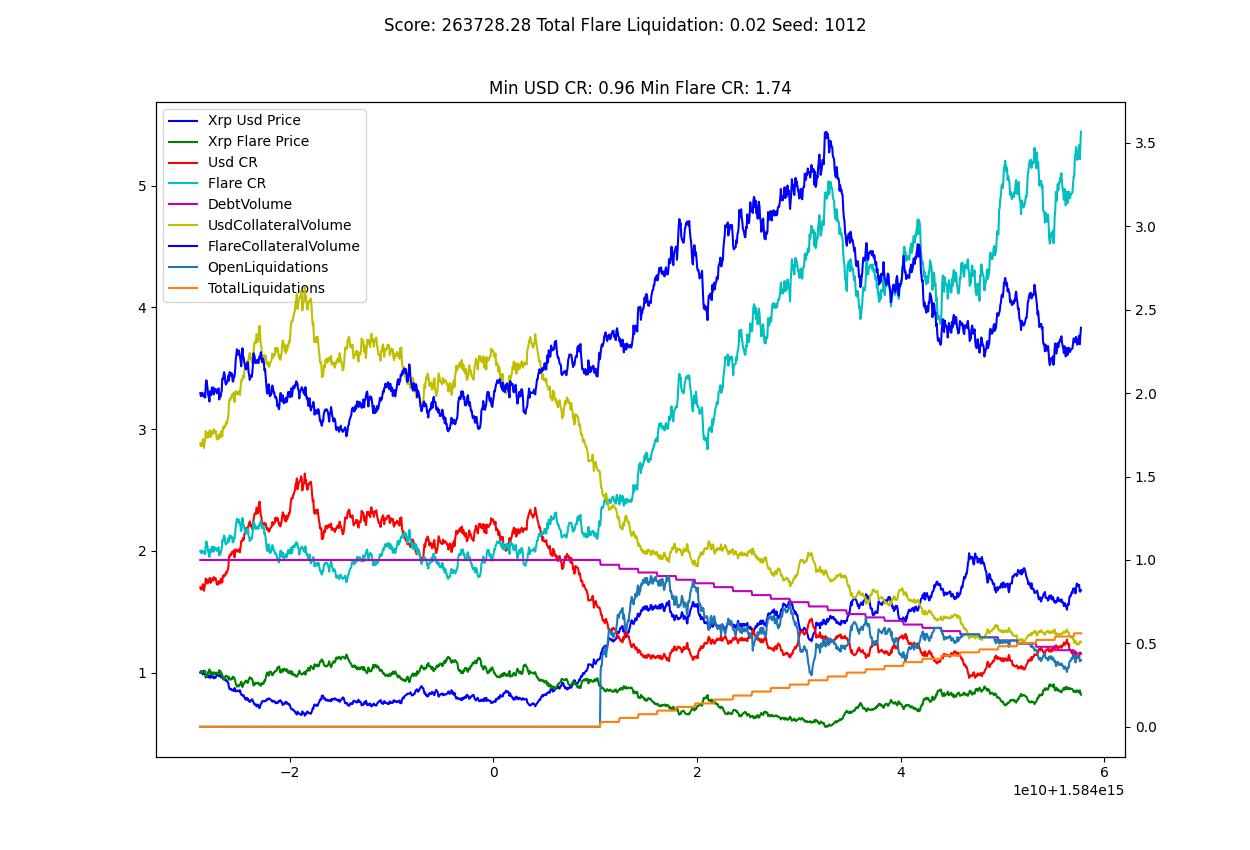 Score: 263728.28 Total Flare Liquidation: 0.02 Seed: 1012
Min USD CR: 0.96 Min Flare CR: 1.74
Xrp Usd Price
Xrp Flare Price
Usd CR
Flare CR
DebtVolume
UsdCollateralVolume
FlareCollateralVolume
OpenLiquidations
TotalLiquidations
5
4
3
2
1
3.5
3.0
2.5
2.0
1.5
1.0
0.5
0.0
−2 0 2 4 6
1e10+1.584e15